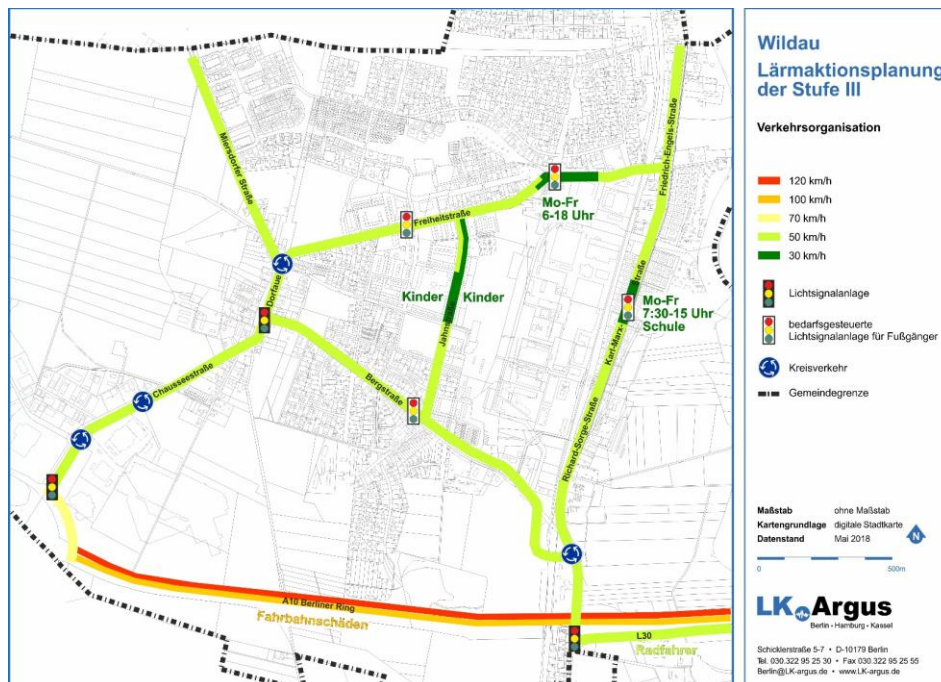 Miersdorfer Straße
Freiheitstraße
Friedrich-Engels-Straße
Mo-Fr
6-18 Uhr
Dorfaue
Kinder
Kinder
Mo-Fr
7:30-15 Uhr
Schule
Karl-Marx-Straße
Chausseestraße
Bergstraße
Richard-Sorge-Straße
A10 Berliner Ring
Fahrbahnschäden
L30
Radfahrer
Wildau
Lärmaktionsplanung
der Stufe III
Verkehrsorganisation
120 km/h
100 km/h
70 km/h
50 km/h
30 km/h
Lichtsignalanlage
bedarfsgesteuerte
Lichtsignalanlage für Fußgänger
Kreisverkehr
Gemeindegrenze
Maßstab ohne Maßstab
Kartengrundlage digitale Stadtkarte
Datenstand Mai 2018
N
0 500m
LK Argus
Berlin • Hamburg • Kassel
Schicklerstraße 5-7 • D-10179 Berlin
Tel. 030.322 95 25 30 • Fax 030.322 95 25 55
Berlin@LK-argus.de • www.LK-argus.de